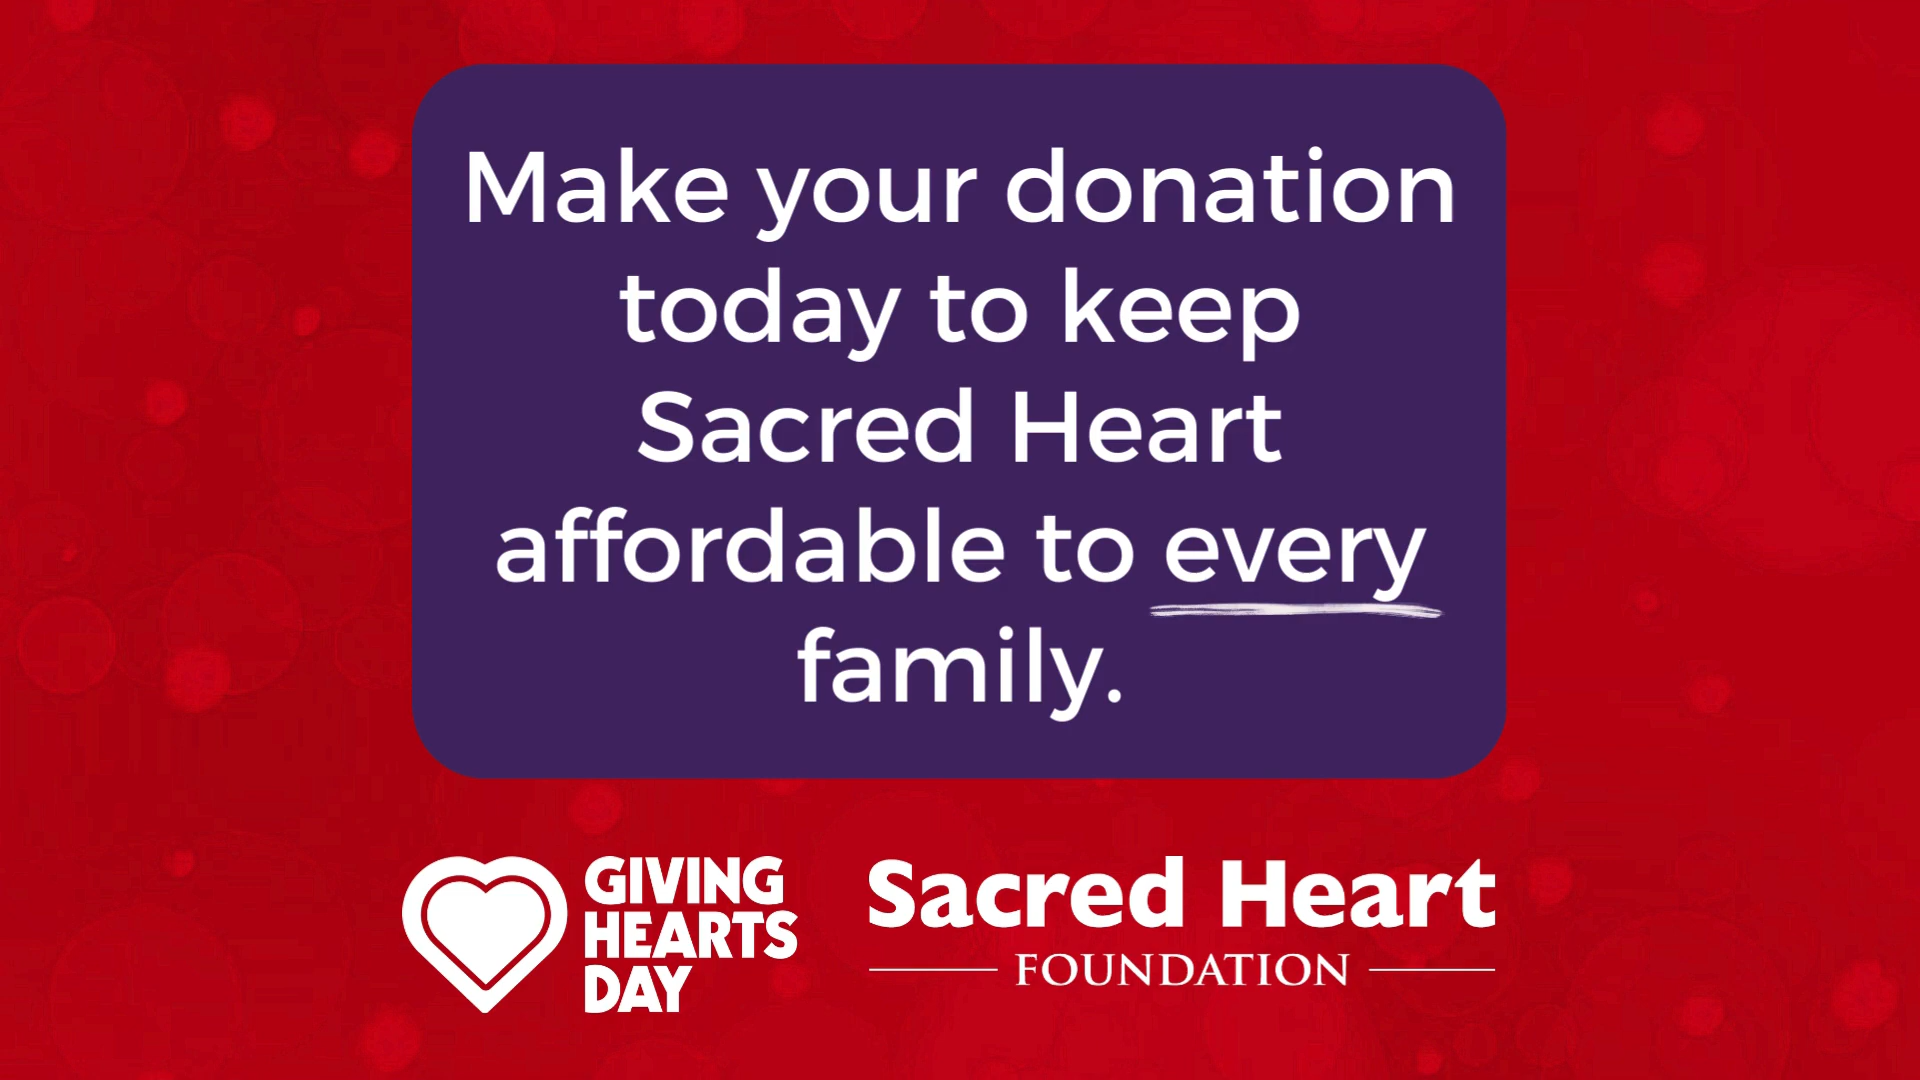 Make your donation
today to keep
Sacred Heart
affordable to every
family.
GIVING
HEARTS
DAY
Sacred Heart
FOUNDATION